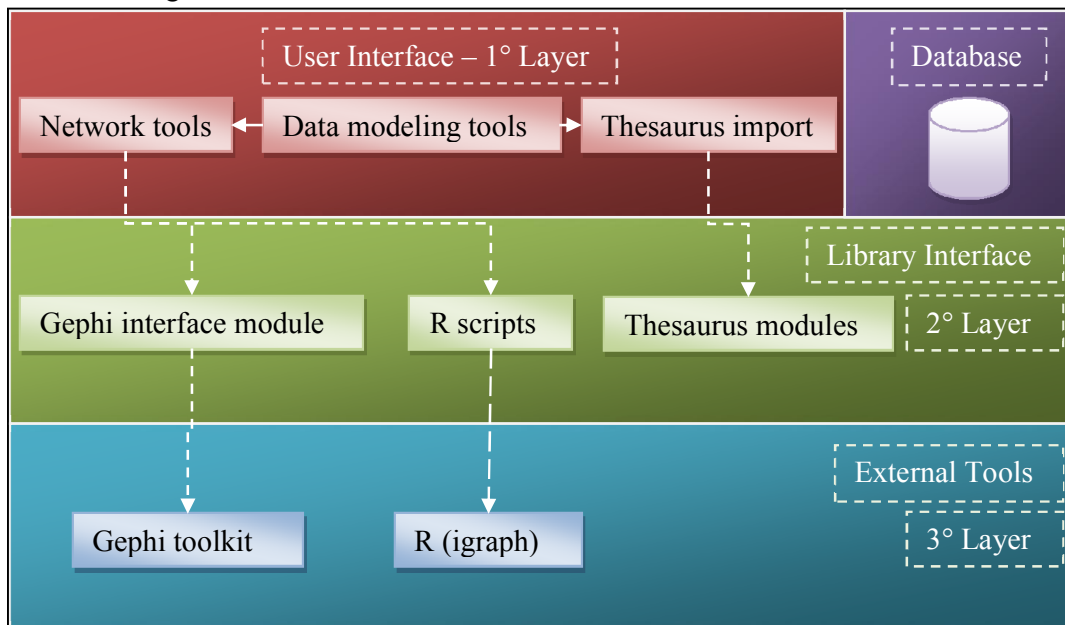 User Interface – 1° Layer
Database
Network tools
Data modeling tools
Thesaurus import
Library Interface
Gephi interface module
R scripts
Thesaurus modules
2° Layer
External Tools
Gephi toolkit
R (igraph)
3° Layer